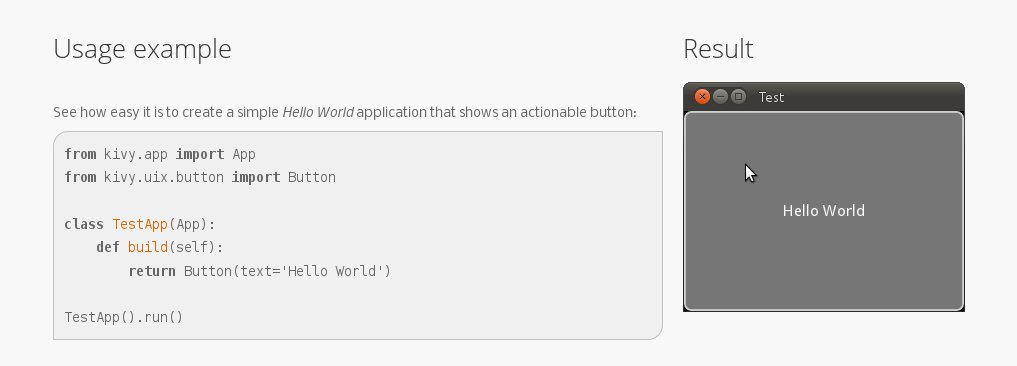 Usage example
See how easy it is to create a simple Hello World application that shows an actionable button:
from kivy.app import App
from kivy.uix.button import Button
class TestApp(App):
    def build(self):
        return Button(text='Hello World')
TestApp().run()
Result
Test
Hello World